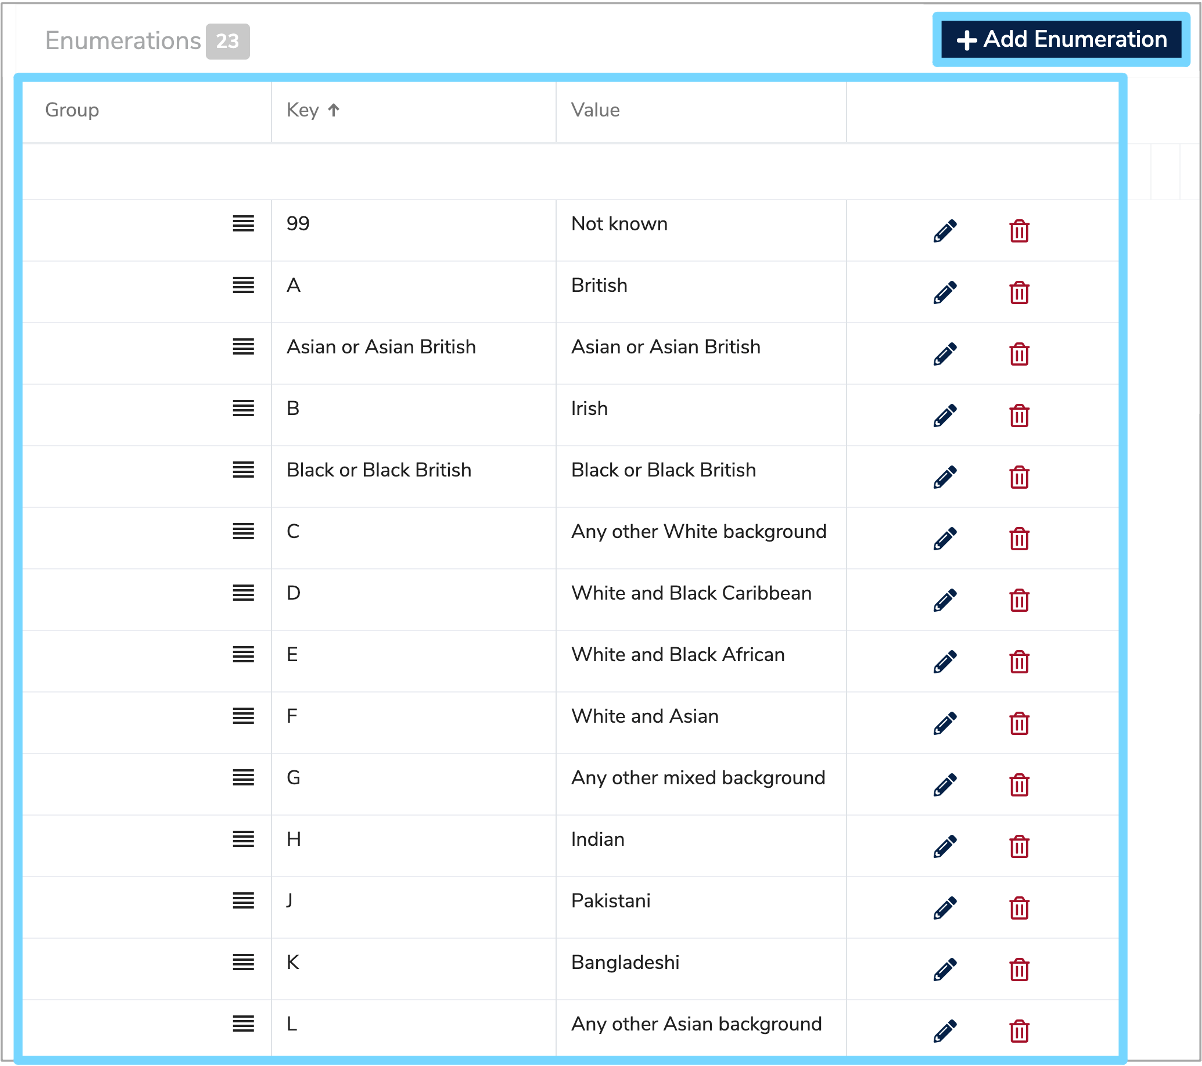 Enumerations 23
Add Enumeration
Group Key Value
99 Not known
A British
Asian or Asian British Asian or Asian British
B Irish
Black or Black British Black or Black British
C Any other White background
D White and Black Caribbean
E White and Black African
F White and Asian
G Any other mixed background
H Indian
J Pakistani
K Bangladeshi
L Any other Asian background